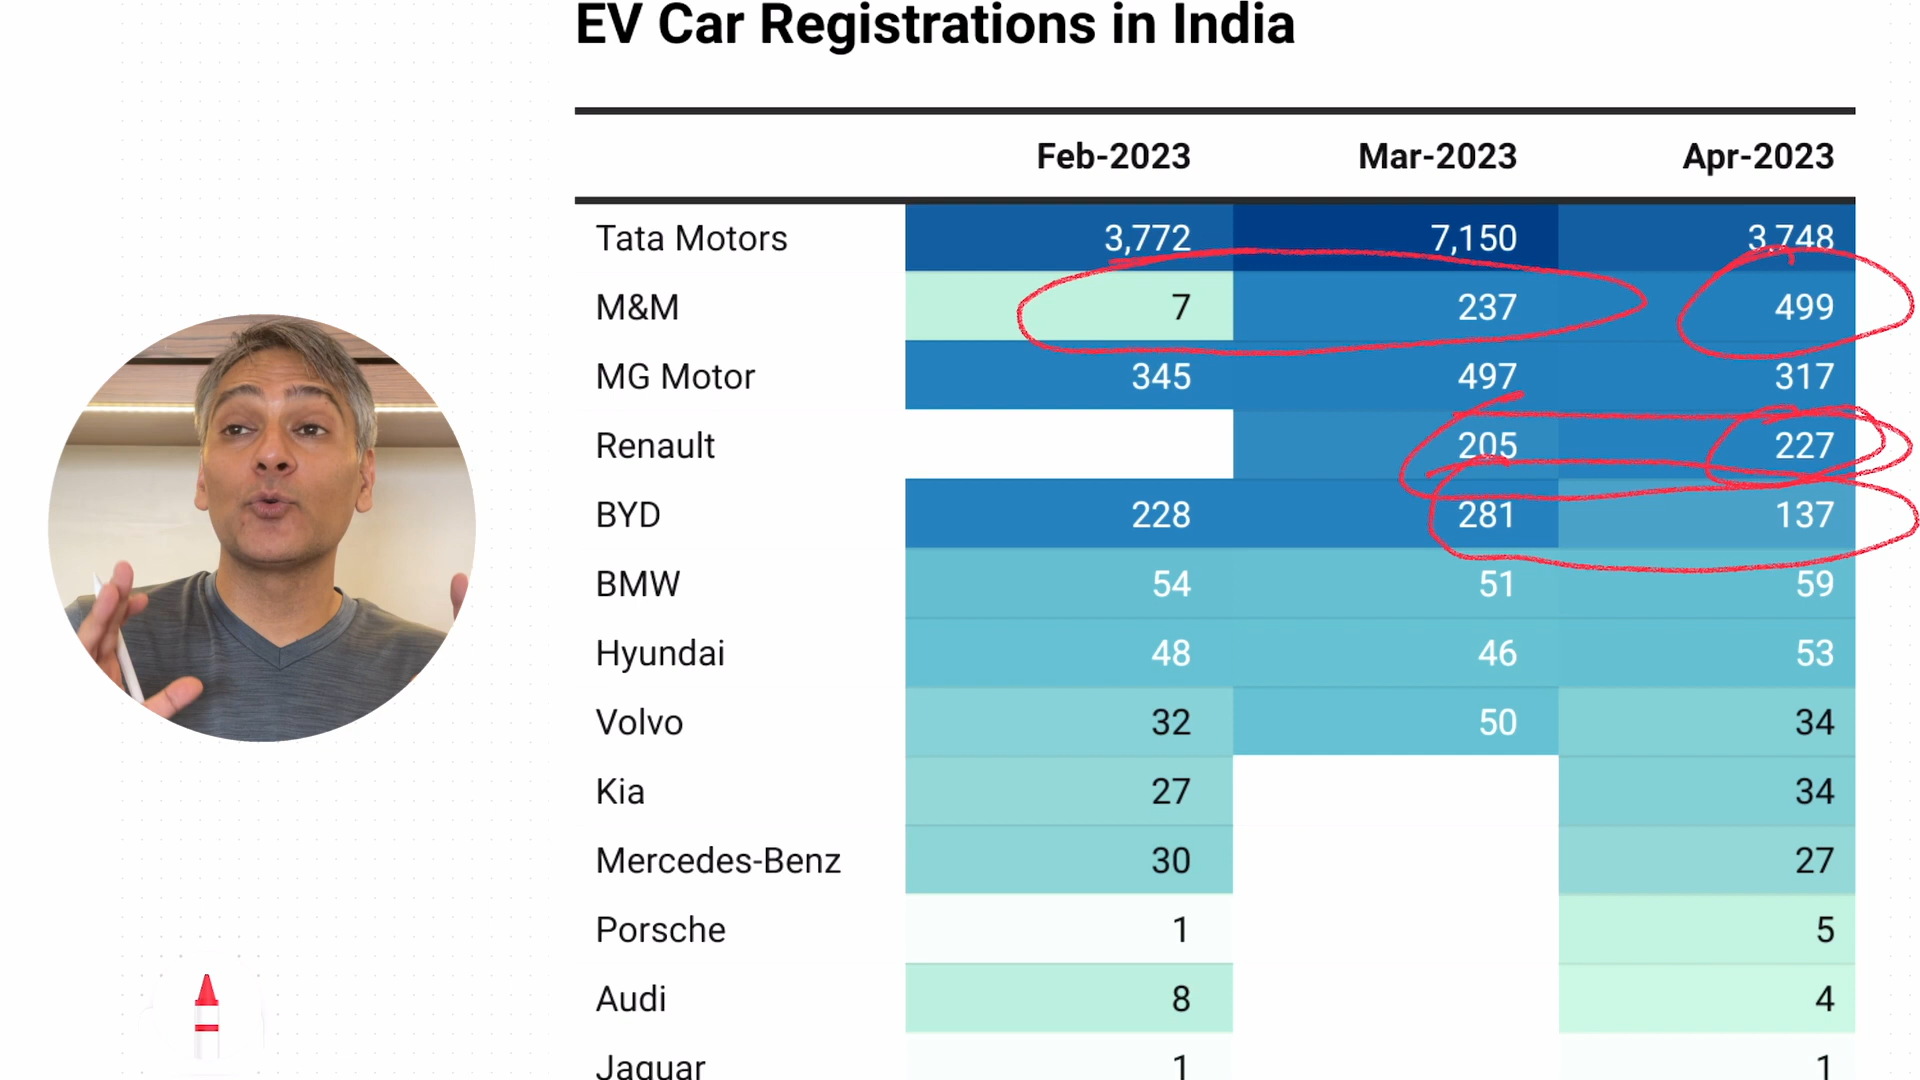 EV Car Registrations in India
Feb-2023 Mar-2023 Apr-2023
Tata Motors 3,772 7,150 3,748
M&M 7 237 499
MG Motor 345 497 317
Renault 205 227
BYD 228 281 137
BMW 54 51 59
Hyundai 48 46 53
Volvo 32 50 34
Kia 27 34
Mercedes-Benz 30 27
Porsche 1 5
Audi 8 4
Jaguar 1 1